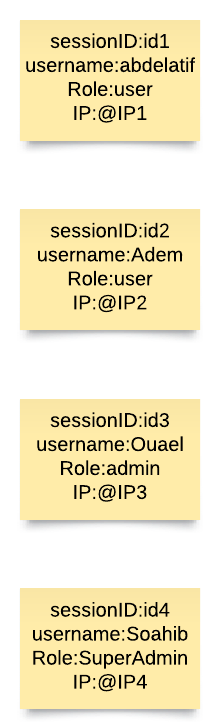 sessionID:id1
username:abdelatif
Role:user
IP:@IP1
sessionID:id2
username:Adem
Role:user
IP:@IP2
sessionID:id3
username:Ouael
Role:admin
IP:@IP3
sessionID:id4
username:Soahib
Role:SuperAdmin
IP:@IP4